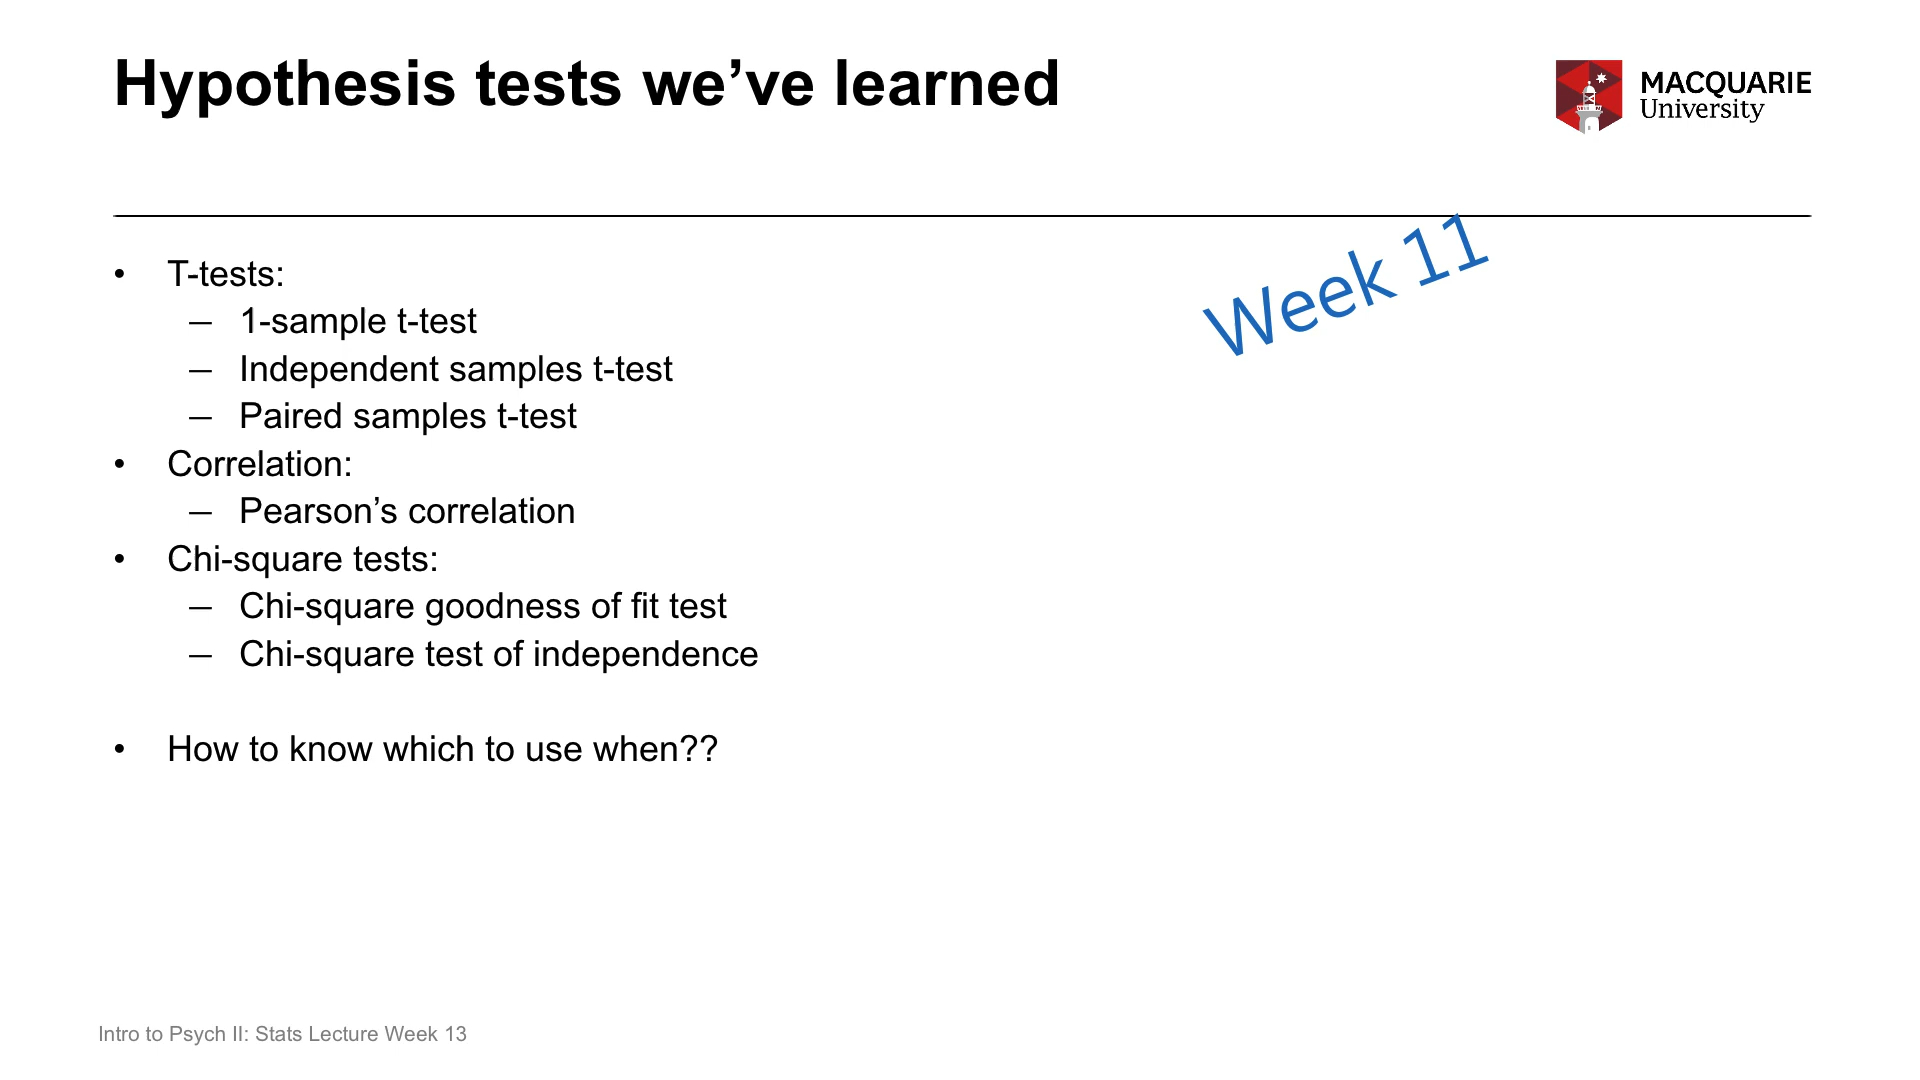 Hypothesis tests we’ve learned
MACQUARIE
University
Week 11
• T-tests:
– 1-sample t-test
– Independent samples t-test
– Paired samples t-test
• Correlation:
– Pearson’s correlation
• Chi-square tests:
– Chi-square goodness of fit test
– Chi-square test of independence
• How to know which to use when??
Intro to Psych II: Stats Lecture Week 13